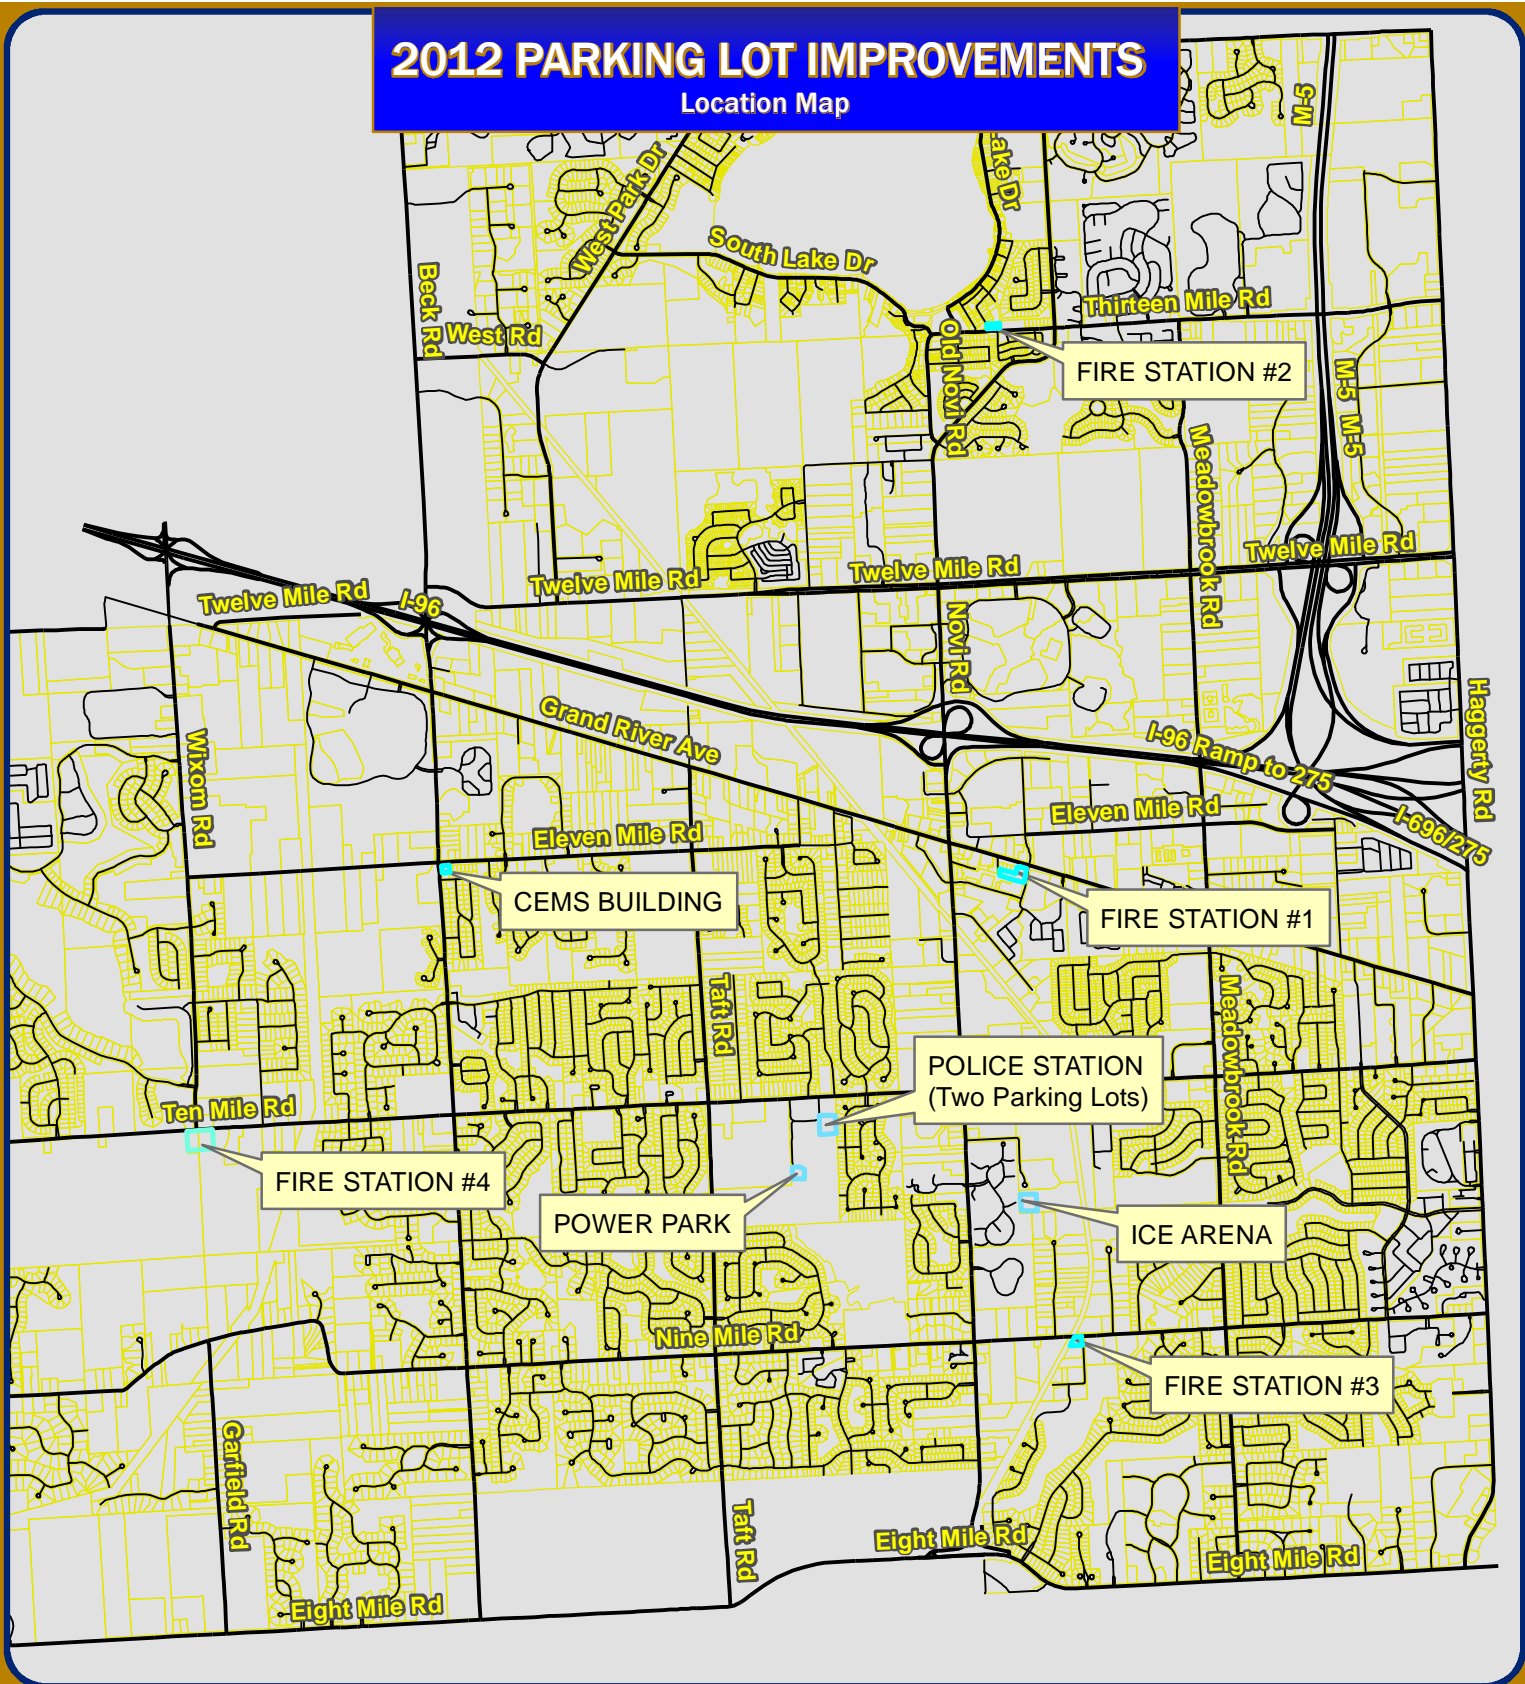 2012 PARKING LOT IMPROVEMENTS
Location Map
M-5
West Park Dr
Lake Dr
South Lake Dr
Beck Rd
West Rd
Thirteen Mile Rd
Old Novi Rd
FIRE STATION #2
M-5
M-5
Meadowbrook Rd
Twelve Mile Rd
Twelve Mile Rd
Twelve Mile Rd
Twelve Mile Rd
I-96
Novi Rd
Grand River Ave
Wixom Rd
Haggerty Rd
I-96 Ramp to 275
Eleven Mile Rd
Eleven Mile Rd
I-696/275
CEMS BUILDING
FIRE STATION #1
Taft Rd
Meadowbrook Rd
POLICE STATION
(Two Parking Lots)
Ten Mile Rd
FIRE STATION #4
POWER PARK
ICE ARENA
Nine Mile Rd
FIRE STATION #3
Garfield Rd
Taft Rd
Eight Mile Rd
Eight Mile Rd
Eight Mile Rd